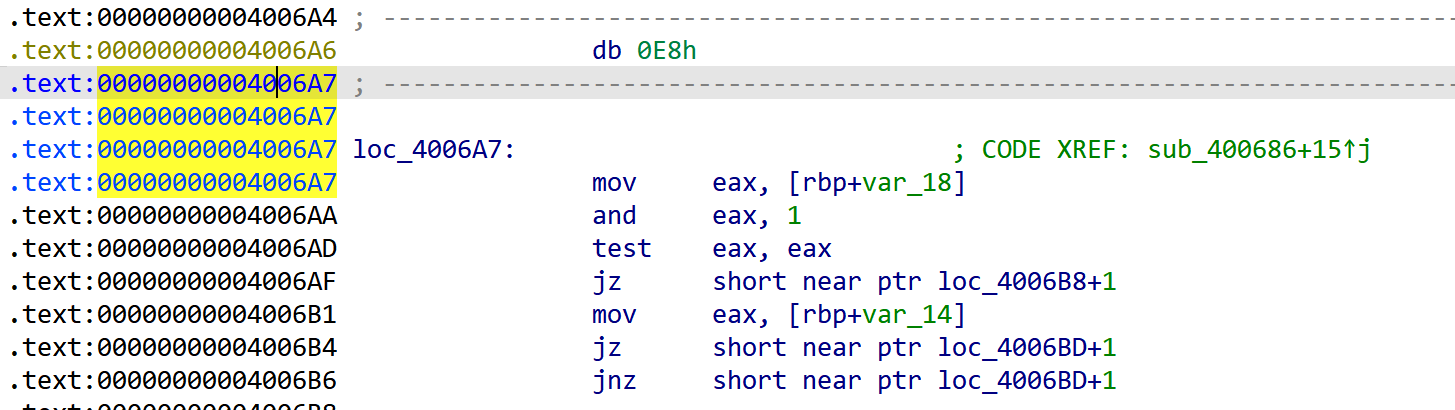 .text:00000000004006A4 ; ---------------------------------------------------------------------------
.text:00000000004006A6                 db 0E8h
.text:00000000004006A7 ; ---------------------------------------------------------------------------
.text:00000000004006A7
.text:00000000004006A7 loc_4006A7:                             ; CODE XREF: sub_400686+15↑j
.text:00000000004006A7                 mov     eax, [rbp+var_18]
.text:00000000004006AA                 and     eax, 1
.text:00000000004006AD                 test    eax, eax
.text:00000000004006AF                 jz      short near ptr loc_4006B8+1
.text:00000000004006B1                 mov     eax, [rbp+var_14]
.text:00000000004006B4                 jz      short near ptr loc_4006BD+1
.text:00000000004006B6                 jnz     short near ptr loc_4006BD+1